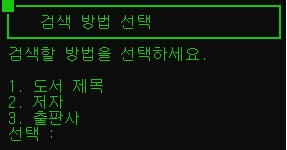 검색 방법 선택
검색할 방법을 선택하세요.
1. 도서 제목
2. 저자
3. 출판사
선택 :